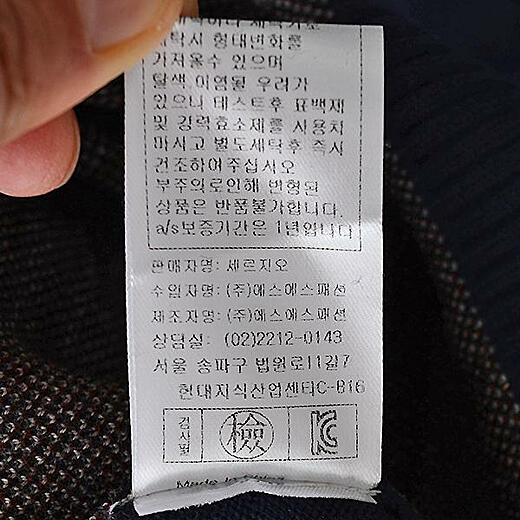 세탁시 형태변화를
가져올수 있으며
탈색 이염될 우려가
있으니 테스트후 표백제
및 강력효소제를 사용치
마시고 별도세탁후 즉시
건조하여주십시오
부주의로인해 변형된
상품은 반품불가합니다.
a/s보증기간은 1년입니다
판매자명: 세르지오
수입자명: (주)에스에스패션
제조자명: (주)에스에스패션
상담실: (02)2212-0143
서울 송파구 법원로11길7
현대지식산업센터C-B16
검사필
檢
KC
Made in